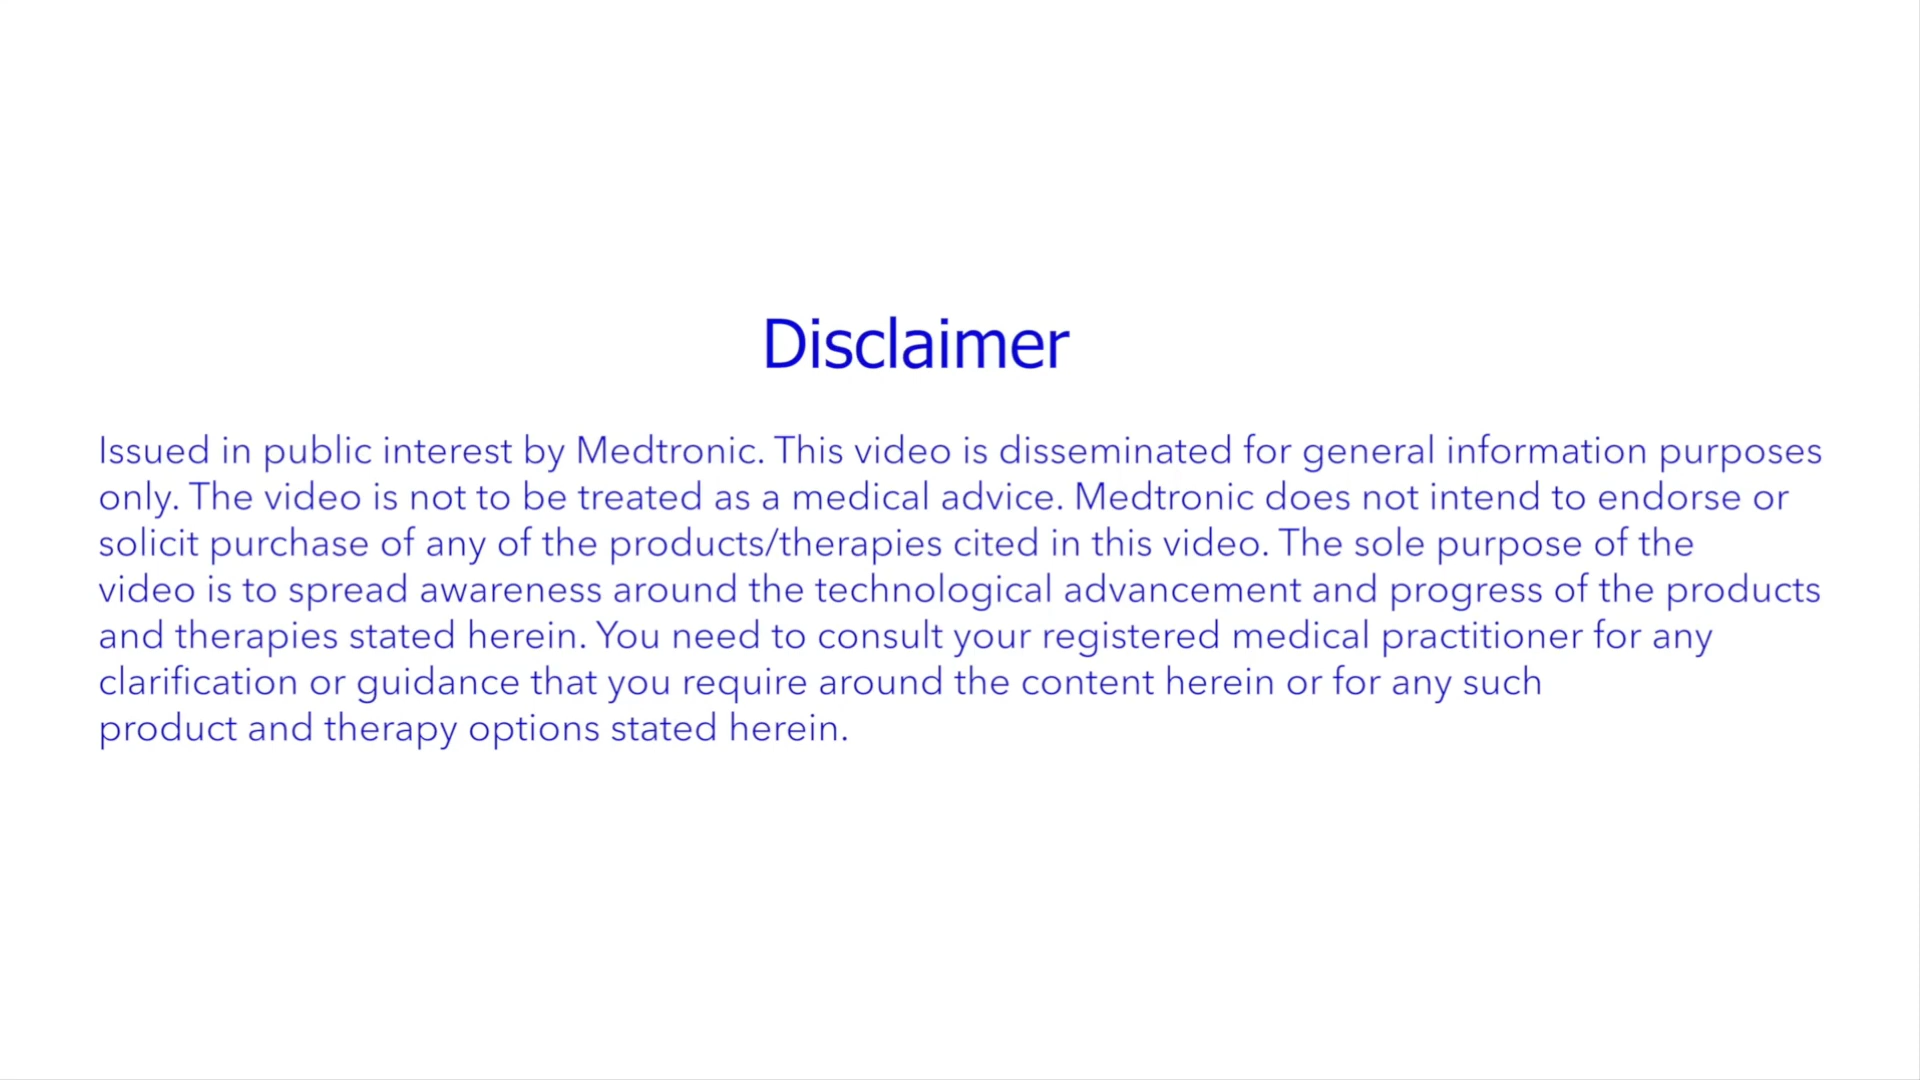 Disclaimer
Issued in public interest by Medtronic. This video is disseminated for general information purposes
only. The video is not to be treated as a medical advice. Medtronic does not intend to endorse or
solicit purchase of any of the products/therapies cited in this video. The sole purpose of the
video is to spread awareness around the technological advancement and progress of the products
and therapies stated herein. You need to consult your registered medical practitioner for any
clarification or guidance that you require around the content herein or for any such
product and therapy options stated herein.